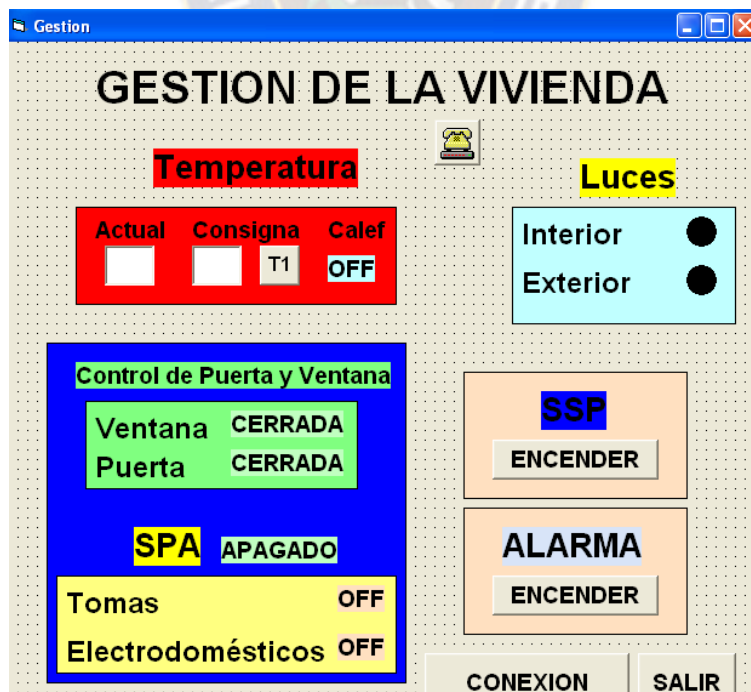 Gestion
GESTION DE LA VIVIENDA
Temperatura
Luces
Actual Consigna Calef
T1 OFF
Interior
Exterior
Control de Puerta y Ventana
Ventana CERRADA
Puerta CERRADA
SSP
ENCENDER
SPA APAGADO
ALARMA
ENCENDER
Tomas OFF
Electrodomésticos OFF
CONEXION SALIR